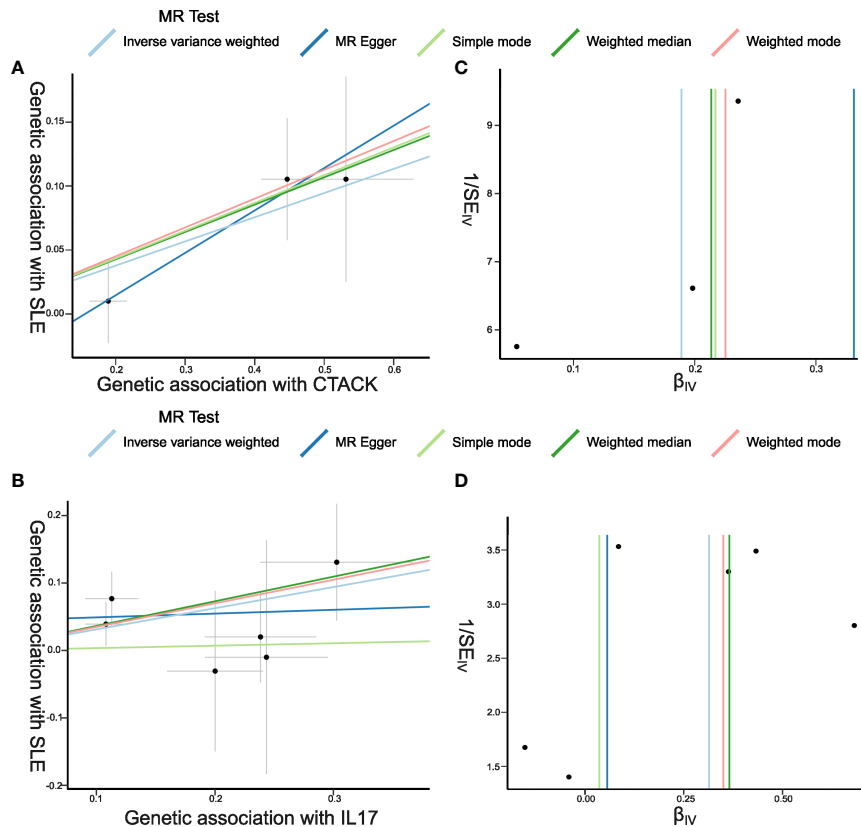 MR Test
Inverse variance weighted MR Egger Simple mode Weighted median Weighted mode
A
Genetic association with SLE
0.15
0.10
0.05
0.00
0.2 0.3 0.4 0.5 0.6
Genetic association with CTACK
C
1/SEIV
9
8
7
6
0.1 0.2 0.3
βIV
MR Test
Inverse variance weighted MR Egger Simple mode Weighted median Weighted mode
B
Genetic association with SLE
0.2
0.1
0.0
-0.1
-0.2
0.1 0.2 0.3
Genetic association with IL17
D
1/SEIV
3.5
3.0
2.5
2.0
1.5
0.00 0.25 0.50
βIV